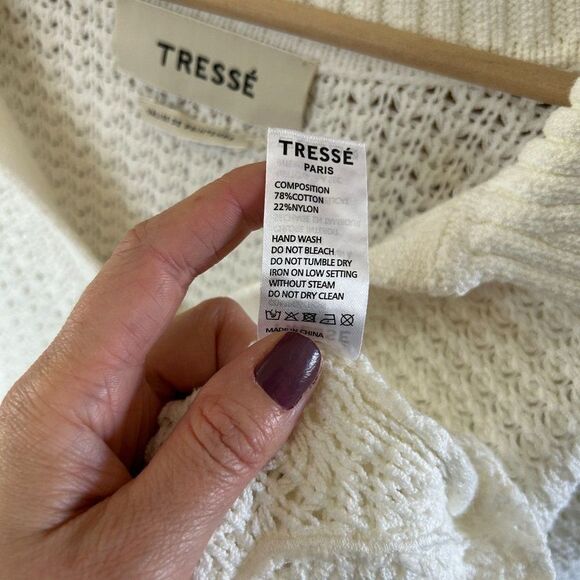 TRESSÉ
TRESSÉ
PARIS
COMPOSITION
78%COTTON
22%NYLON
HAND WASH
DO NOT BLEACH
DO NOT TUMBLE DRY
IRON ON LOW SETTING
WITHOUT STEAM
DO NOT DRY CLEAN
MADE IN CHINA